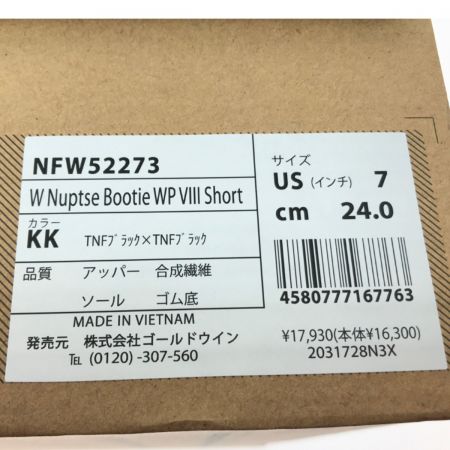 NFW52273
W Nuptse Bootie WP VIII Short
カラー
KK TNFﾌﾞﾗｯｸ×TNFﾌﾞﾗｯｸ
品質 アッパー 合成繊維
ソール ゴム底
MADE IN VIETNAM
発売元 株式会社ゴールドウイン
TEL (0120) -307-560
サイズ
US (インチ) 7
cm 24.0
4580777167763
¥17,930(本体¥16,300)
2031728N3X